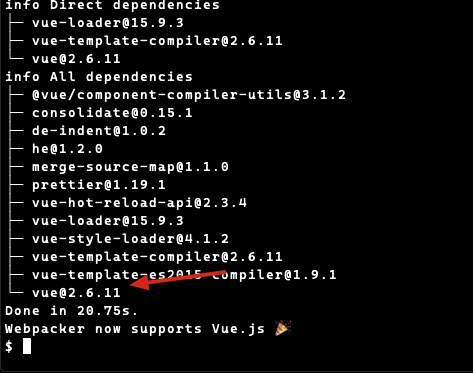 info Direct dependencies
├─ vue-loader@15.9.3
├─ vue-template-compiler@2.6.11
└─ vue@2.6.11
info All dependencies
├─ @vue/component-compiler-utils@3.1.2
├─ consolidate@0.15.1
├─ de-indent@1.0.2
├─ he@1.2.0
├─ merge-source-map@1.1.0
├─ prettier@1.19.1
├─ vue-hot-reload-api@2.3.4
├─ vue-loader@15.9.3
├─ vue-style-loader@4.1.2
├─ vue-template-compiler@2.6.11
├─ vue-template-es2015-compiler@1.9.1
└─ vue@2.6.11
Done in 20.75s.
Webpacker now supports Vue.js 🎉
$